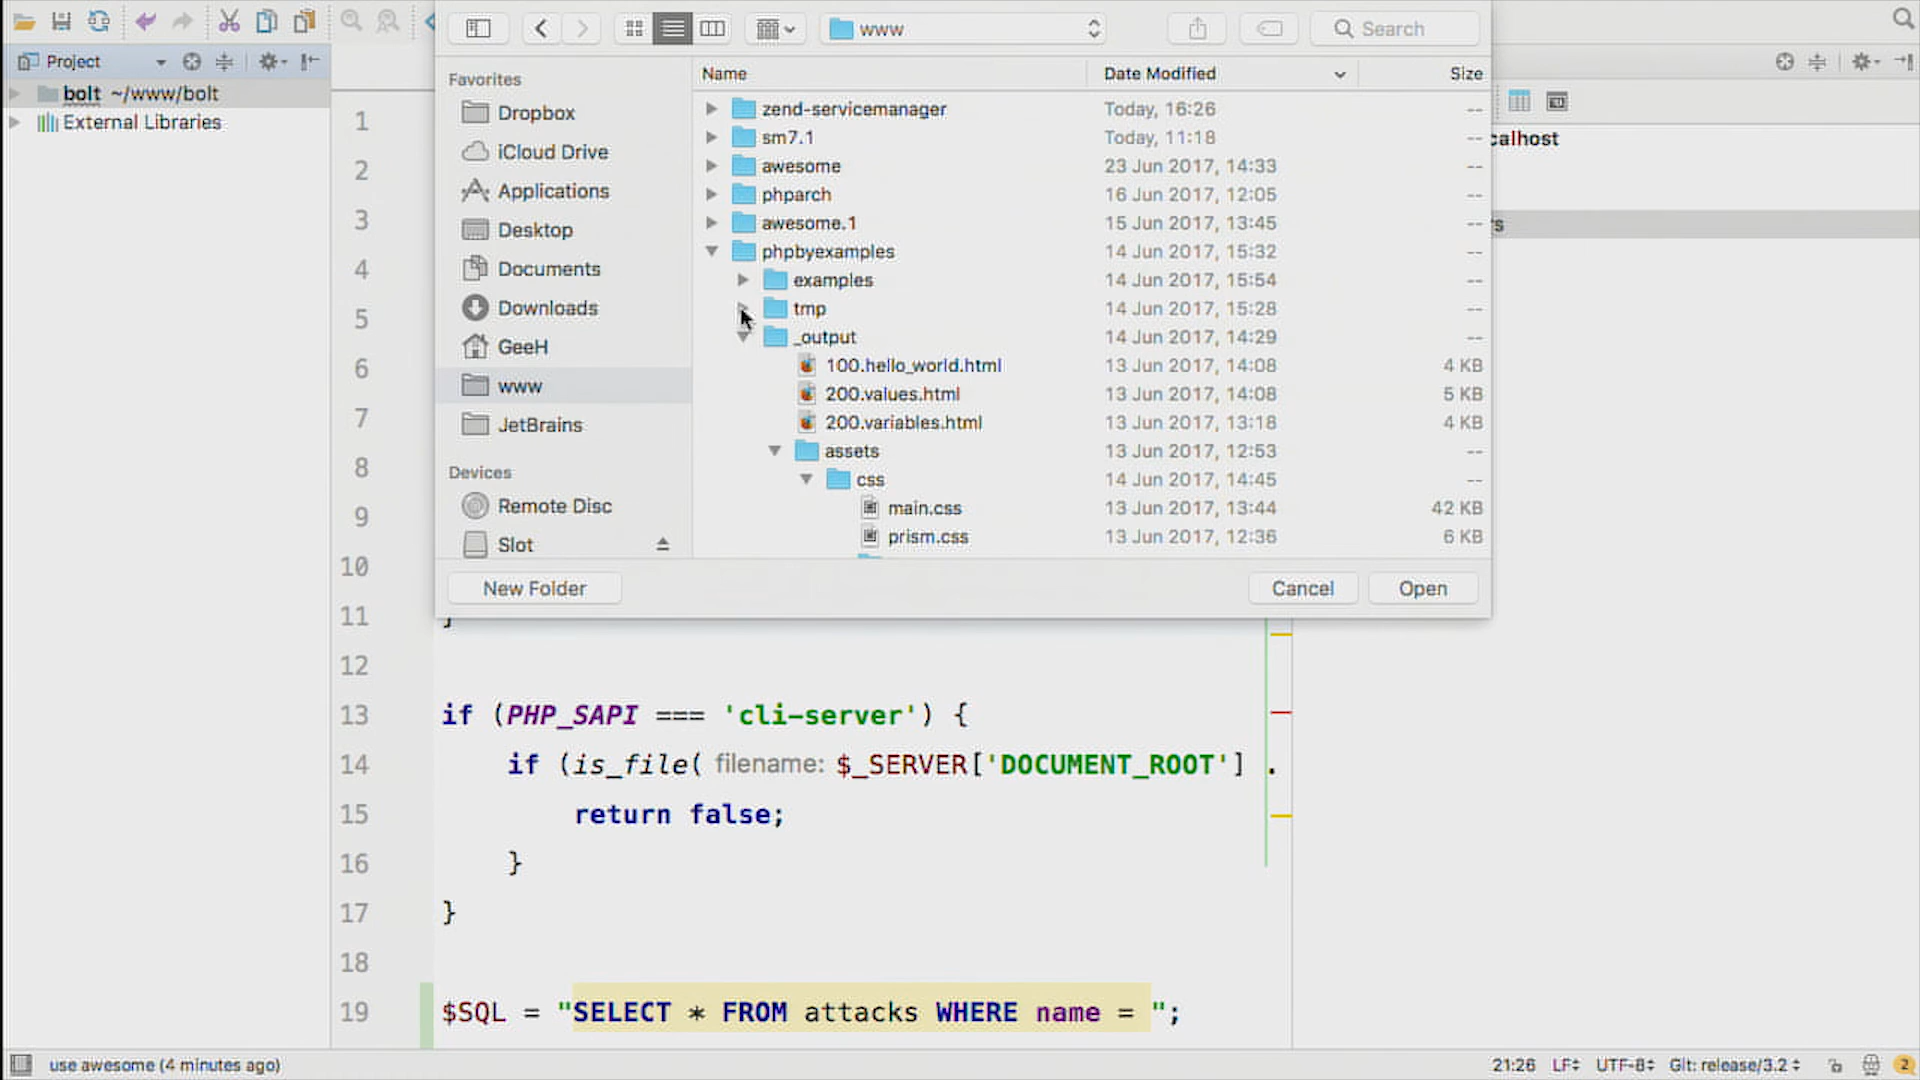 www
Search
Project
bolt ~/www/bolt
External Libraries
Favorites
Dropbox
iCloud Drive
Applications
Desktop
Documents
Downloads
GeeH
www
JetBrains
Devices
Remote Disc
Slot
Name Date Modified Size
zend-servicemanager Today, 16:26 --
sm7.1 Today, 11:18 --
awesome 23 Jun 2017, 14:33 --
phparch 16 Jun 2017, 12:05 --
awesome.1 15 Jun 2017, 13:45 --
phpbyexamples 14 Jun 2017, 15:32 --
examples 14 Jun 2017, 15:54 --
tmp 14 Jun 2017, 15:28 --
_output 14 Jun 2017, 14:29 --
100.hello_world.html 13 Jun 2017, 14:08 4 KB
200.values.html 13 Jun 2017, 14:08 5 KB
200.variables.html 13 Jun 2017, 13:18 4 KB
assets 13 Jun 2017, 12:53 --
css 14 Jun 2017, 14:45 --
main.css 13 Jun 2017, 13:44 42 KB
prism.css 13 Jun 2017, 12:36 6 KB
New Folder Cancel Open
calhost
s
1
2
3
4
5
6
7
8
9
10
11 }
12
13 if (PHP_SAPI === 'cli-server') {
14 if (is_file( filename: $_SERVER['DOCUMENT_ROOT'] .
15 return false;
16 }
17 }
18
19 $SQL = "SELECT * FROM attacks WHERE name = ";
use awesome (4 minutes ago) 21:26 LF UTF-8 Git: release/3.2 2